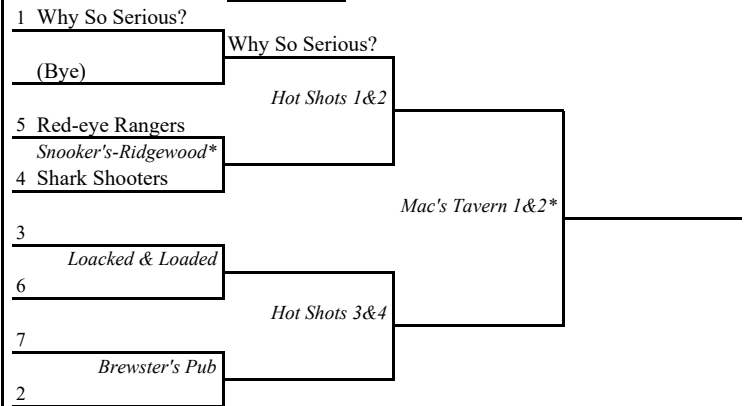 1 Why So Serious?
Why So Serious?
(Bye)
Hot Shots 1&2
5 Red-eye Rangers
Snooker's-Ridgewood*
4 Shark Shooters
Mac's Tavern 1&2*
3
Loacked & Loaded
6
Hot Shots 3&4
7
Brewster's Pub
2